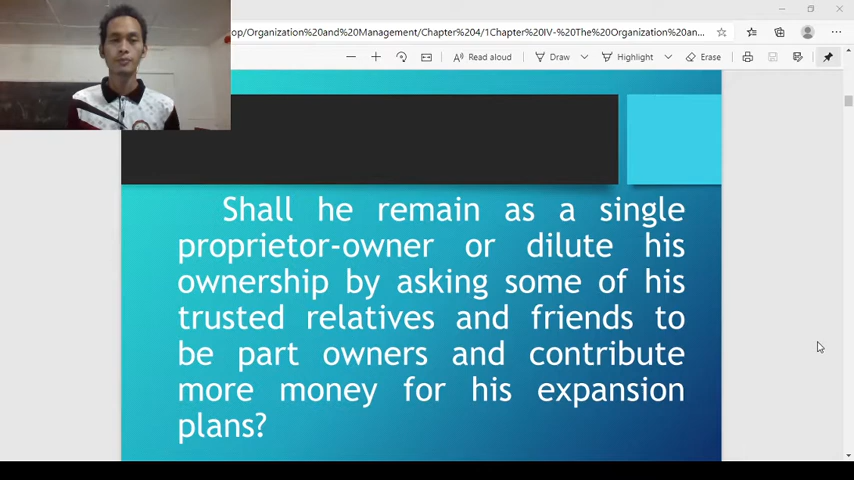 op/Organization%20and%20Management/Chapter%204/1Chapter%20IV-%20The%20Organization%20an...
Read aloud
Draw
Highlight
Erase
Shall he remain as a single
proprietor-owner or dilute his
ownership by asking some of his
trusted relatives and friends to
be part owners and contribute
more money for his expansion
plans?